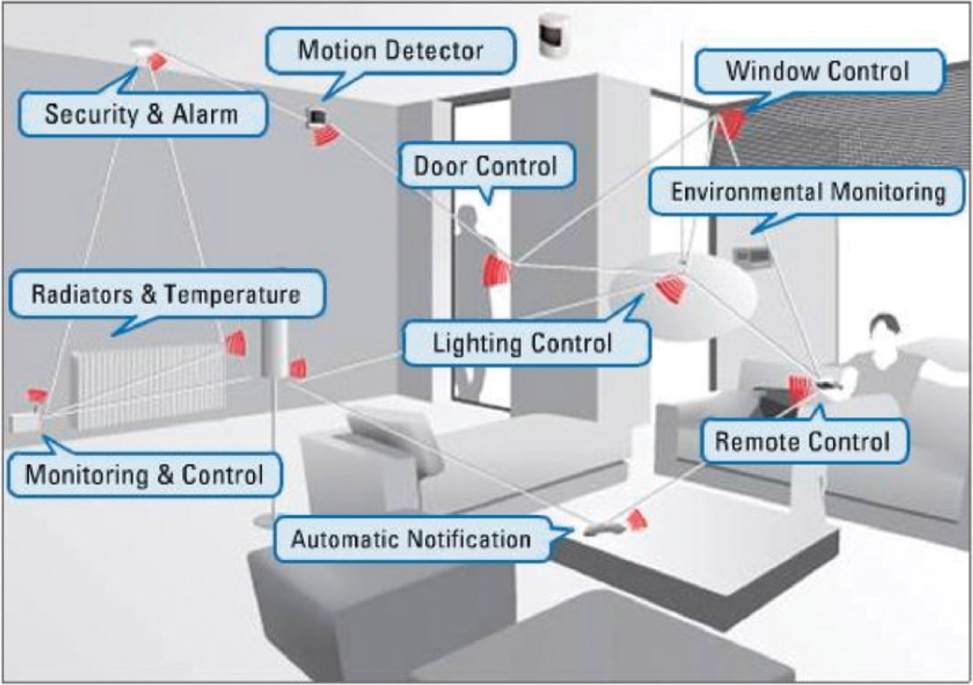 Motion Detector
Window Control
Security & Alarm
Door Control
Environmental Monitoring
Radiators & Temperature
Lighting Control
Remote Control
Monitoring & Control
Automatic Notification